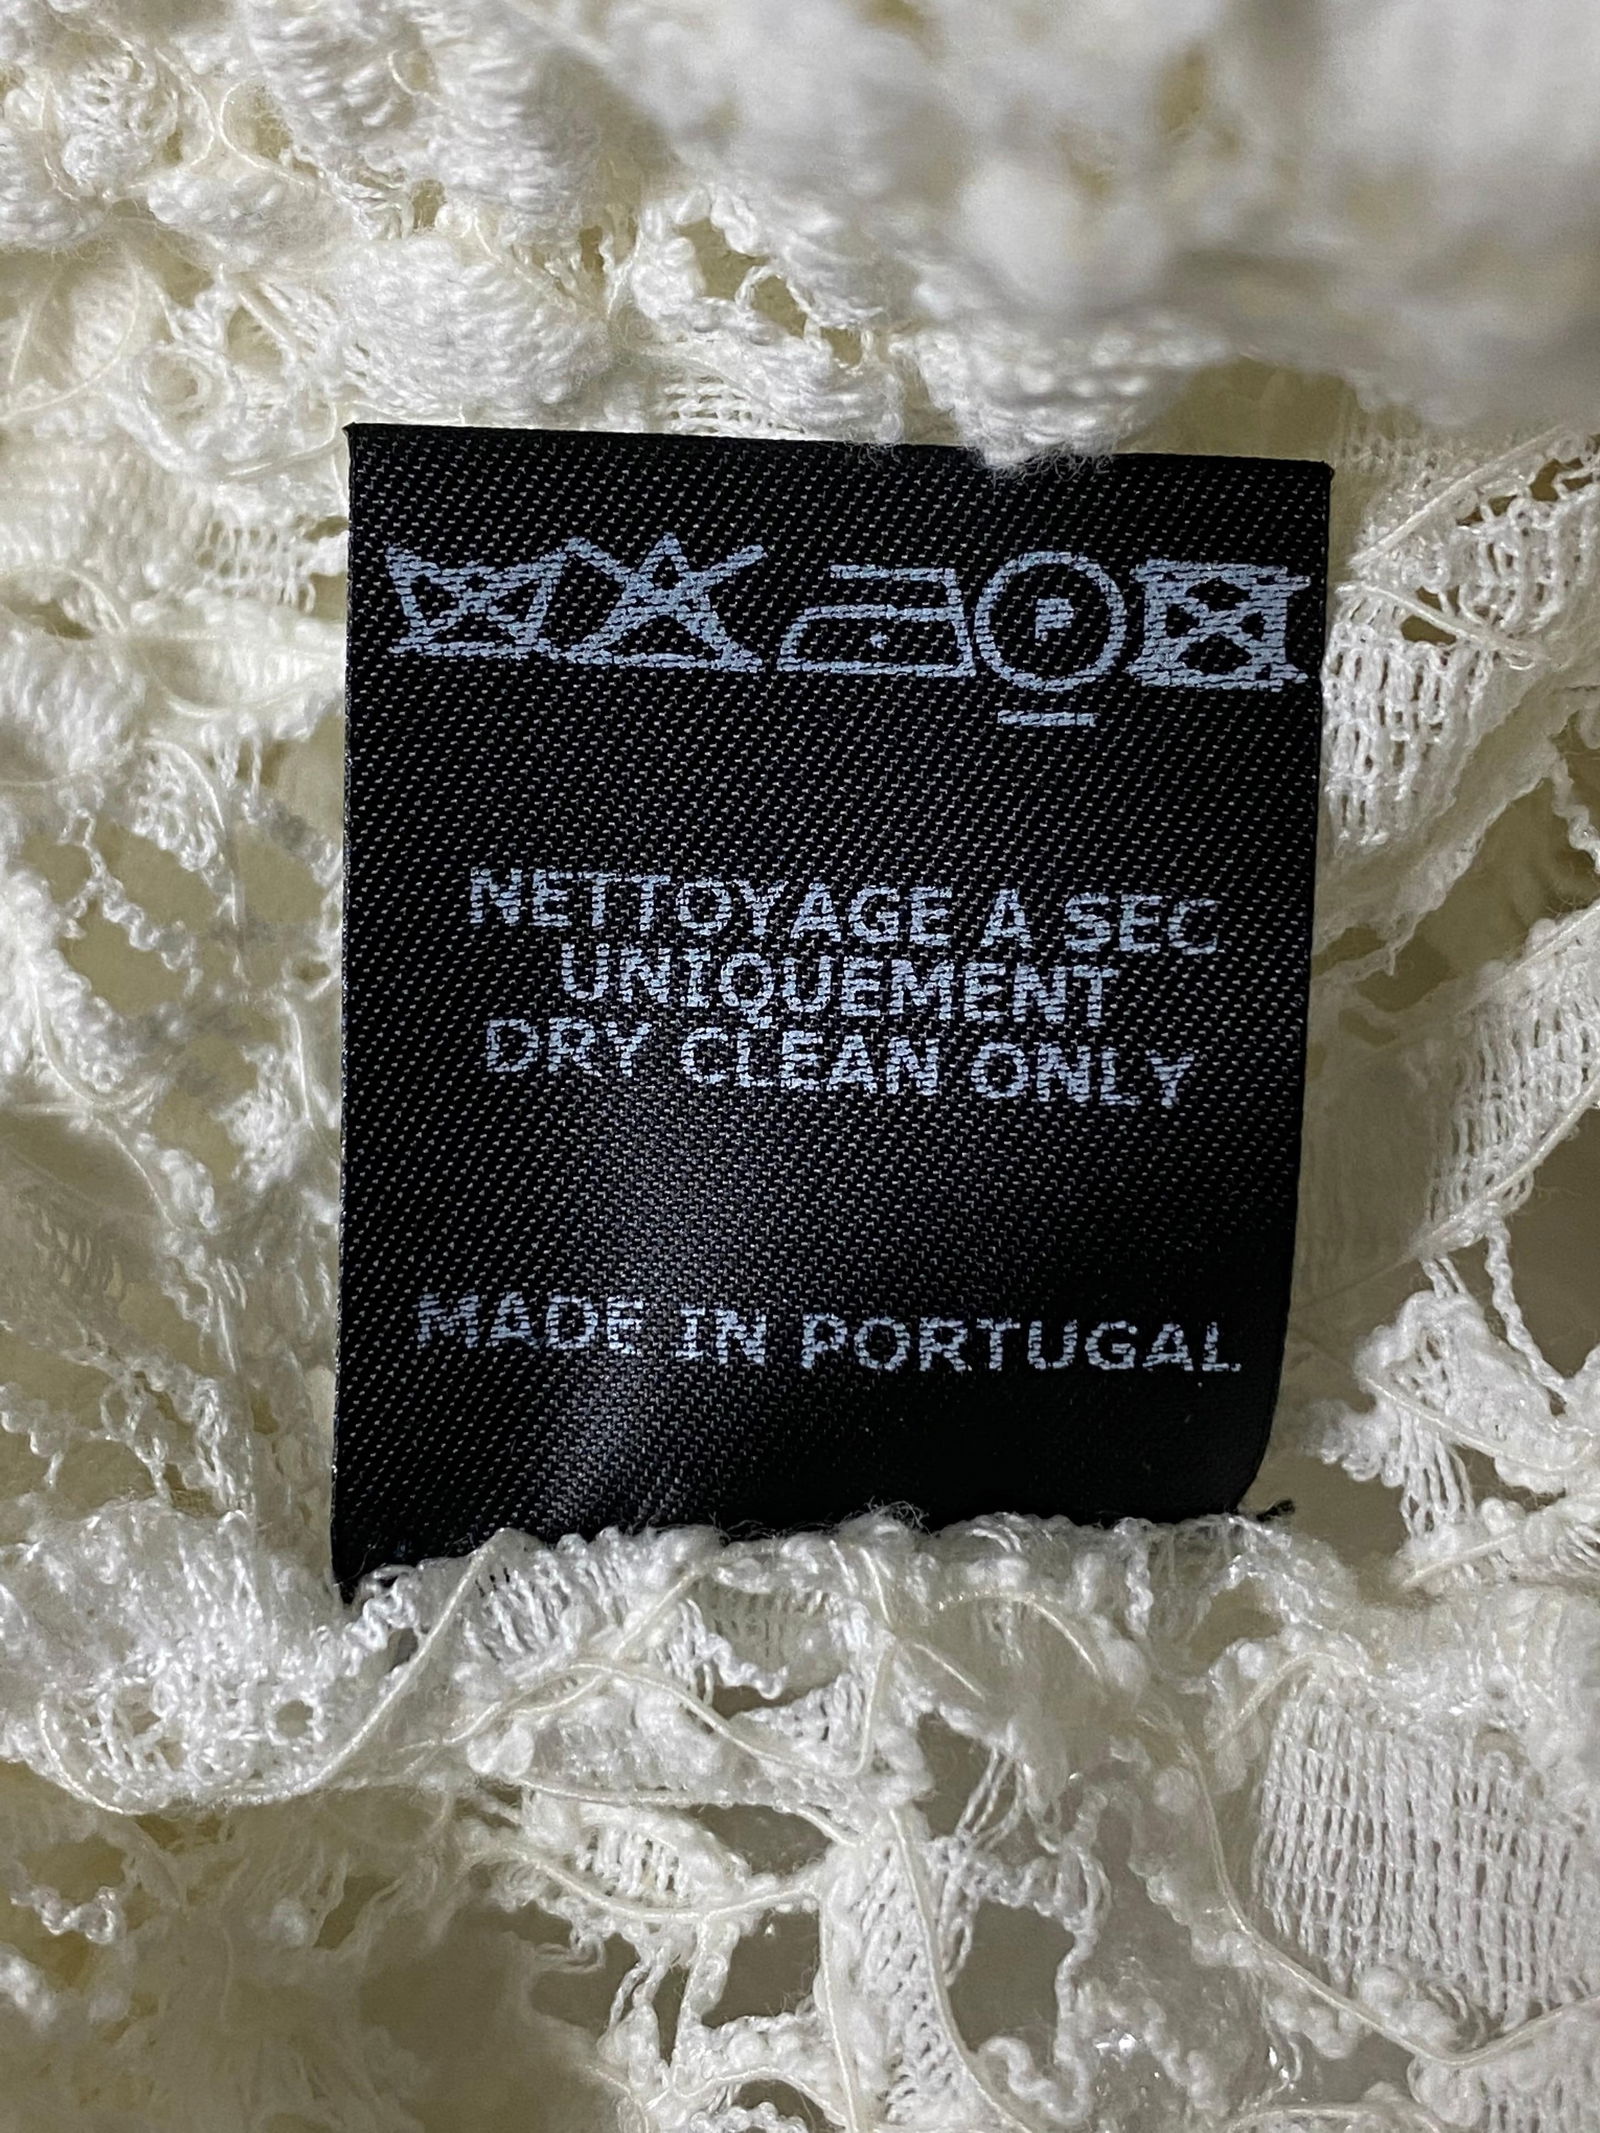 P
NETTOYAGE A SEC
UNIQUEMENT
DRY CLEAN ONLY
MADE IN PORTUGAL